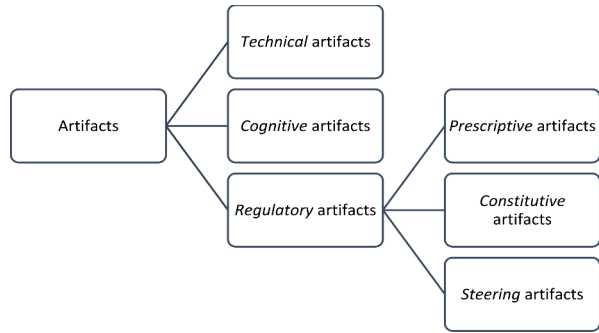 Artifacts
Technical artifacts
Cognitive artifacts
Regulatory artifacts
Prescriptive artifacts
Constitutive
artifacts
Steering artifacts